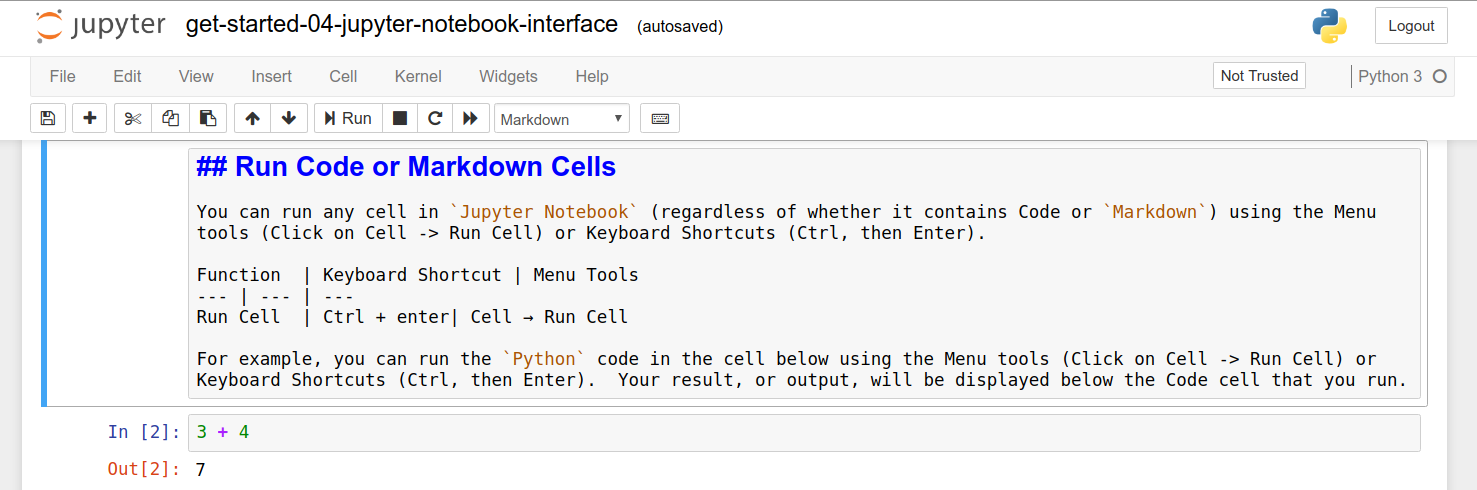 jupyter get-started-04-jupyter-notebook-interface (autosaved) Logout
File Edit View Insert Cell Kernel Widgets Help Not Trusted Python 3
Run Markdown
## Run Code or Markdown Cells
You can run any cell in `Jupyter Notebook` (regardless of whether it contains Code or `Markdown`) using the Menu
tools (Click on Cell -> Run Cell) or Keyboard Shortcuts (Ctrl, then Enter).
Function  | Keyboard Shortcut | Menu Tools
--- | --- | ---
Run Cell  | Ctrl + enter| Cell → Run Cell
For example, you can run the `Python` code in the cell below using the Menu tools (Click on Cell -> Run Cell) or
Keyboard Shortcuts (Ctrl, then Enter).  Your result, or output, will be displayed below the Code cell that you run.
In [2]: 3 + 4
Out[2]: 7